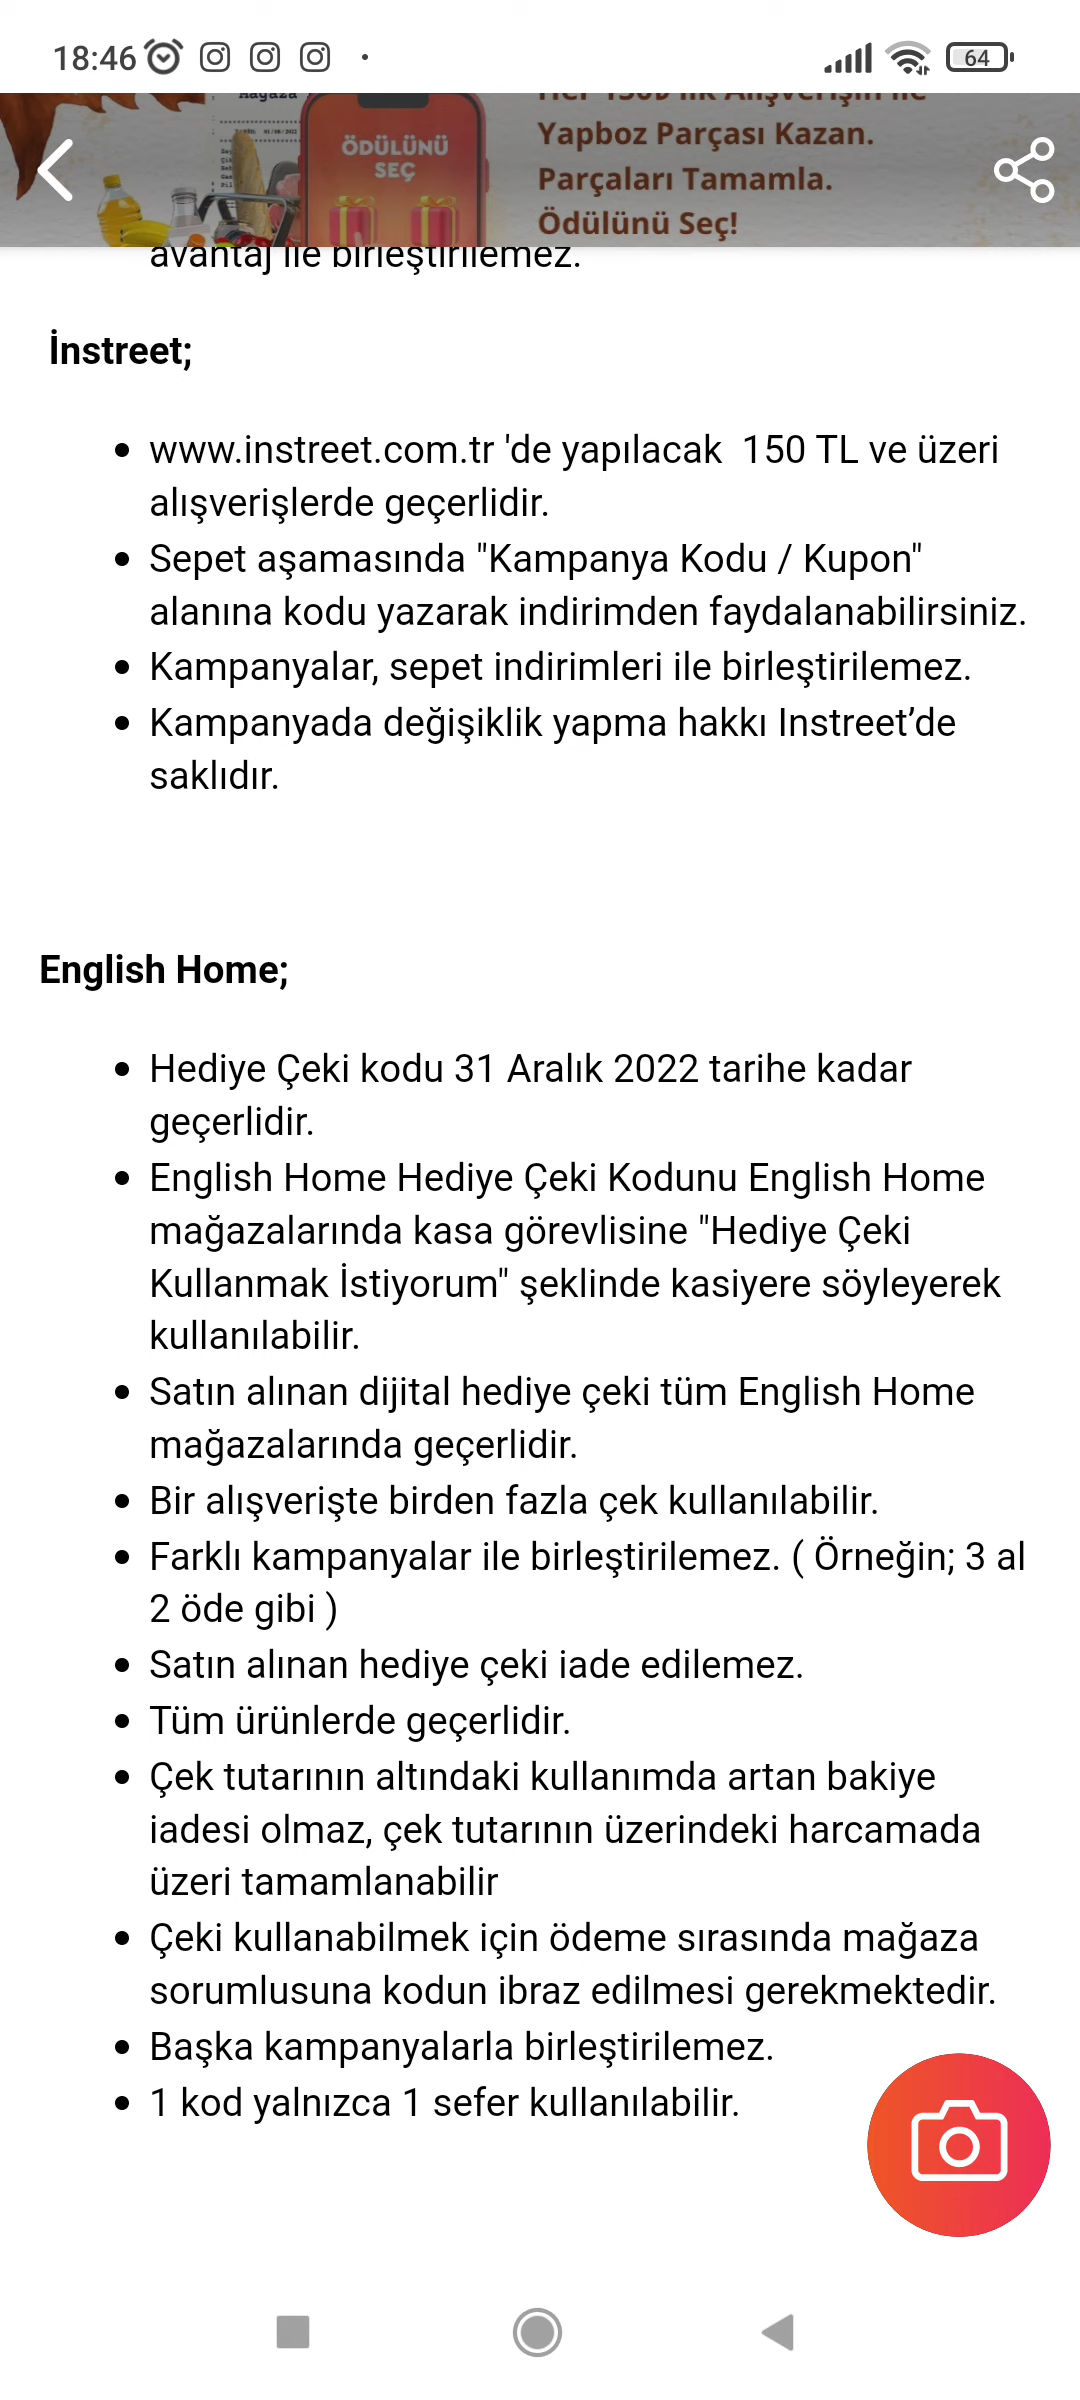 18:46
64
Mağaza
ÖDÜLÜNÜ
SEÇ
Yapboz Parçası Kazan.
Parçaları Tamamla.
Ödülünü Seç!
avantaj ile birleştirilemez.
İnstreet;
www.instreet.com.tr 'de yapılacak  150 TL ve üzeri
alışverişlerde geçerlidir.
Sepet aşamasında "Kampanya Kodu / Kupon"
alanına kodu yazarak indirimden faydalanabilirsiniz.
Kampanyalar, sepet indirimleri ile birleştirilemez.
Kampanyada değişiklik yapma hakkı Instreet’de
saklıdır.
English Home;
Hediye Çeki kodu 31 Aralık 2022 tarihe kadar
geçerlidir.
English Home Hediye Çeki Kodunu English Home
mağazalarında kasa görevlisine "Hediye Çeki
Kullanmak İstiyorum" şeklinde kasiyere söyleyerek
kullanılabilir.
Satın alınan dijital hediye çeki tüm English Home
mağazalarında geçerlidir.
Bir alışverişte birden fazla çek kullanılabilir.
Farklı kampanyalar ile birleştirilemez. ( Örneğin; 3 al
2 öde gibi )
Satın alınan hediye çeki iade edilemez.
Tüm ürünlerde geçerlidir.
Çek tutarının altındaki kullanımda artan bakiye
iadesi olmaz, çek tutarının üzerindeki harcamada
üzeri tamamlanabilir
Çeki kullanabilmek için ödeme sırasında mağaza
sorumlusuna kodun ibraz edilmesi gerekmektedir.
Başka kampanyalarla birleştirilemez.
1 kod yalnızca 1 sefer kullanılabilir.